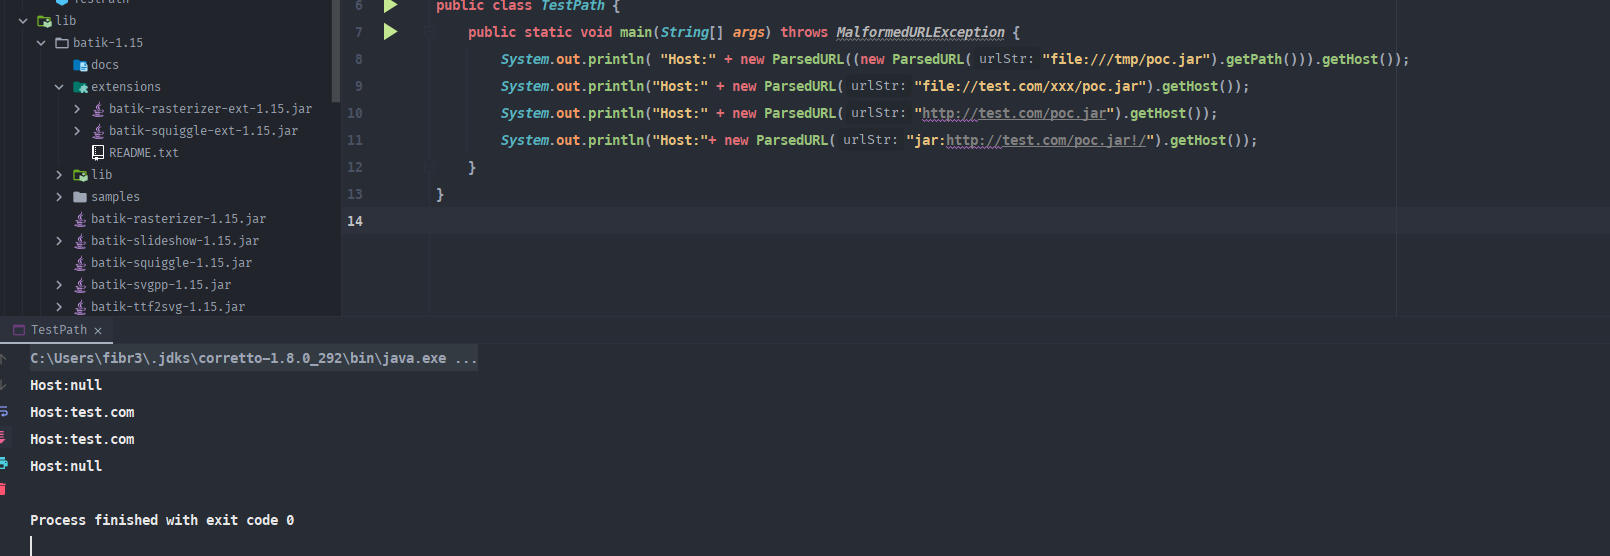 TestPath
lib
batik-1.15
docs
extensions
batik-rasterizer-ext-1.15.jar
batik-squiggle-ext-1.15.jar
README.txt
lib
samples
batik-rasterizer-1.15.jar
batik-slideshow-1.15.jar
batik-squiggle-1.15.jar
batik-svgpp-1.15.jar
batik-ttf2svg-1.15.jar
6 public class TestPath {
7 public static void main(String[] args) throws MalformedURLException {
8 System.out.println( "Host:" + new ParsedURL((new ParsedURL( urlStr: "file:///tmp/poc.jar").getPath())).getHost());
9 System.out.println("Host:" + new ParsedURL( urlStr: "file://test.com/xxx/poc.jar").getHost());
10 System.out.println("Host:" + new ParsedURL( urlStr: "http://test.com/poc.jar").getHost());
11 System.out.println("Host:"+ new ParsedURL( urlStr: "jar:http://test.com/poc.jar!/").getHost());
12 }
13 }
14
TestPath ×
C:\Users\fibr3\.jdks\corretto-1.8.0_292\bin\java.exe ...
Host:null
Host:test.com
Host:test.com
Host:null
Process finished with exit code 0